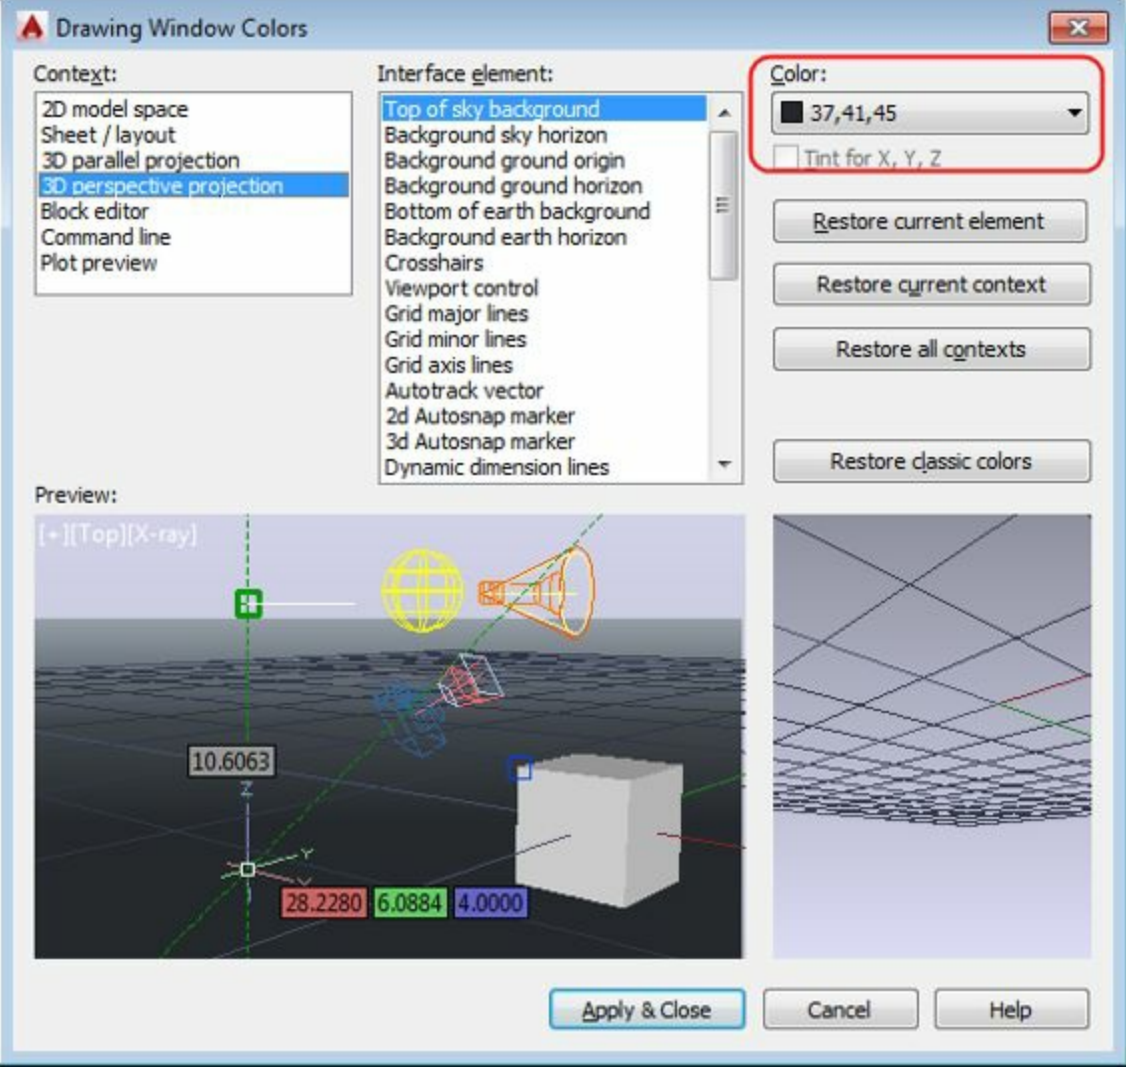 Drawing Window Colors
Context:
2D model space
Sheet / layout
3D parallel projection
3D perspective projection
Block editor
Command line
Plot preview
Interface element:
Top of sky background
Background sky horizon
Background ground origin
Background ground horizon
Bottom of earth background
Background earth horizon
Crosshairs
Viewport control
Grid major lines
Grid minor lines
Grid axis lines
Autotrack vector
2d Autosnap marker
3d Autosnap marker
Dynamic dimension lines
Color:
37,41,45
Tint for X, Y, Z
Restore current element
Restore current context
Restore all contexts
Restore classic colors
Preview:
[+][Top][X-ray]
10.6063
Z
Y
28.2280 6.0884 4.0000
Apply & Close
Cancel
Help